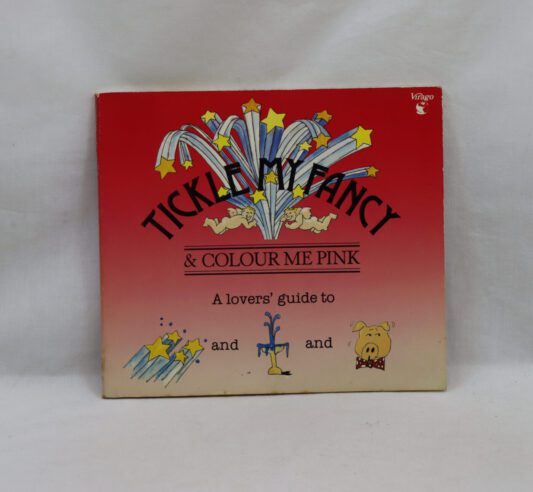 Virago
TICKLE MY FANCY
& COLOUR ME PINK
A lovers' guide to
and and